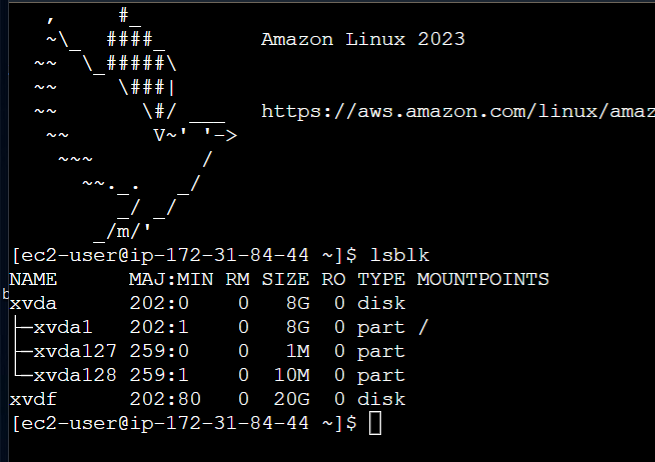 ,     #_
   ~\_  ####_        Amazon Linux 2023
  ~~  \_#####\
  ~~     \###|
  ~~       \#/ ___   https://aws.amazon.com/linux/amaz
   ~~       V~' '->
    ~~~         /
      ~~._.   _/
         _/ _/
       _/m/'
[ec2-user@ip-172-31-84-44 ~]$ lsblk
NAME      MAJ:MIN RM SIZE RO TYPE MOUNTPOINTS
xvda      202:0    0   8G  0 disk
├─xvda1   202:1    0   8G  0 part /
├─xvda127 259:0    0   1M  0 part
└─xvda128 259:1    0  10M  0 part
xvdf      202:80   0  20G  0 disk
[ec2-user@ip-172-31-84-44 ~]$